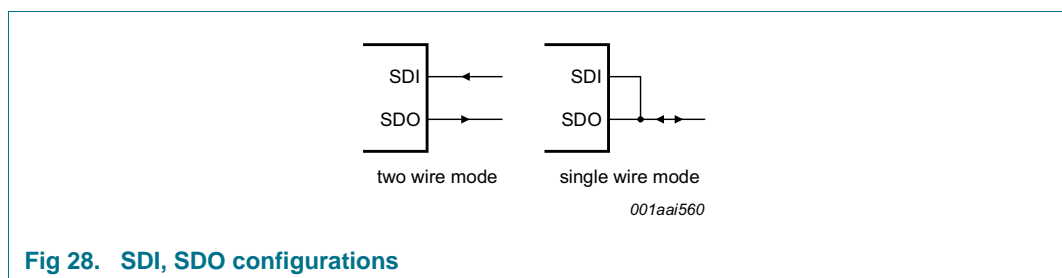 SDI
SDO
two wire mode
SDI
SDO
single wire mode
001aai560
Fig 28. SDI, SDO configurations